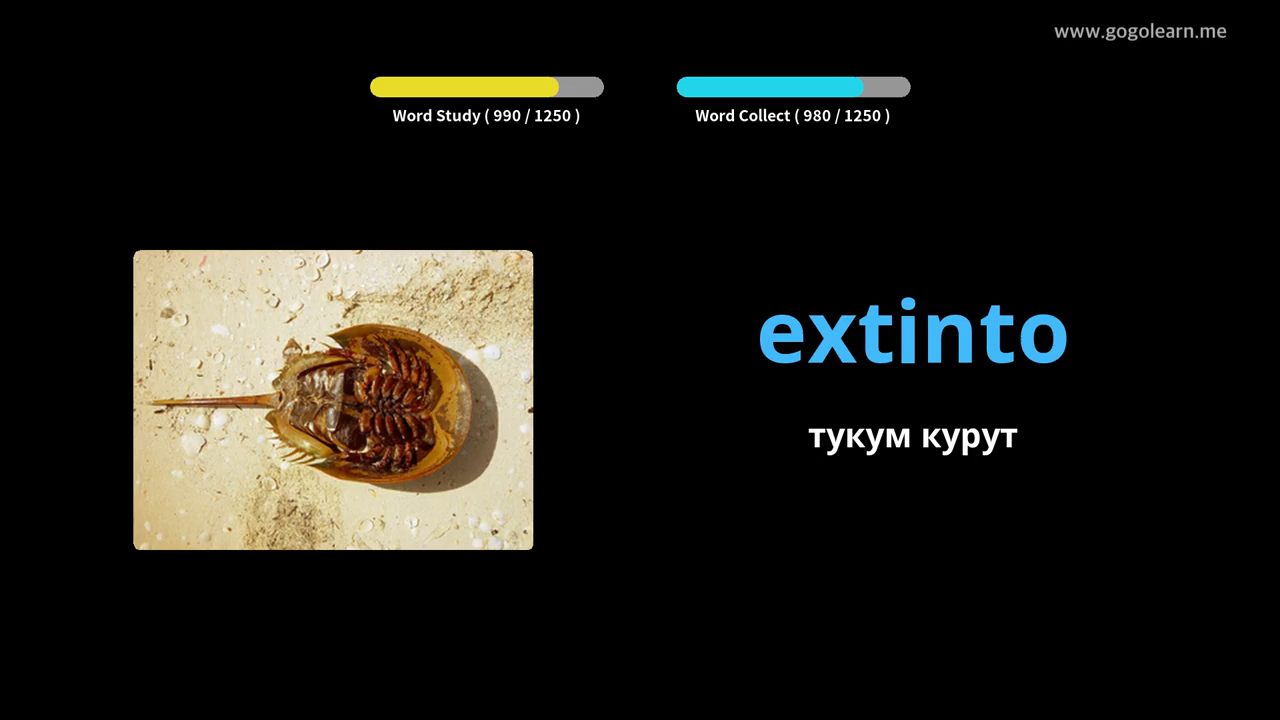 www.gogolearn.me
Word Study ( 990 / 1250 )
Word Collect ( 980 / 1250 )
extinto
тукум курут